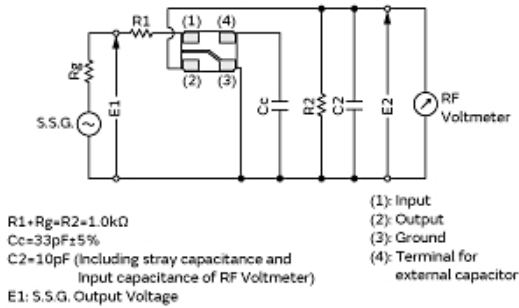 R1
(1)
(4)
Rg
(2)
(3)
S.S.G.
E1
Cc
R2
C2
E2
RF
Voltmeter
R1+Rg=R2=1.0kΩ
Cc=33pF±5%
C2=10pF (Including stray capacitance and
Input capacitance of RF Voltmeter)
E1: S.S.G. Output Voltage
(1): Input
(2): Output
(3): Ground
(4): Terminal for
external capacitor